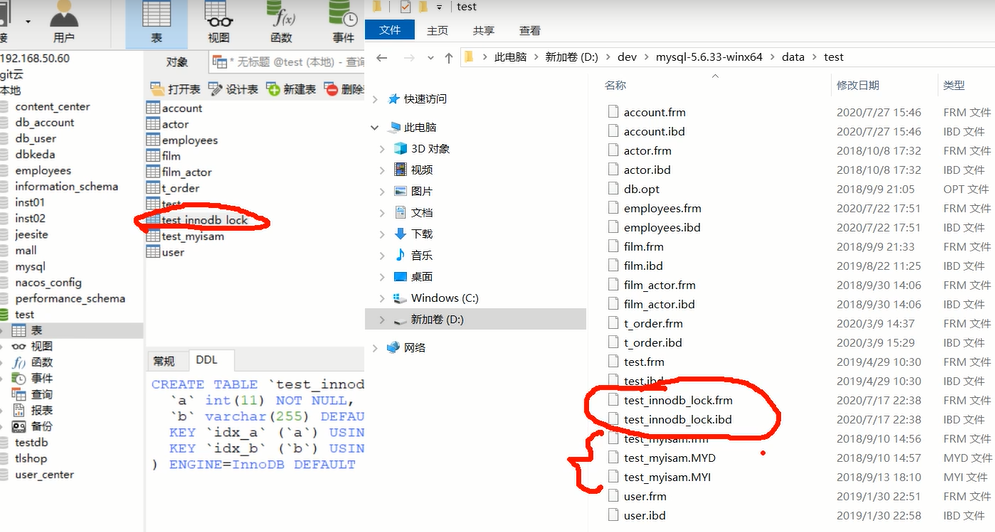 test
用户
表
视图
函数
事件
文件
主页
共享
查看
192.168.50.60
git云
本地
content_center
db_account
db_user
dbkeda
employees
information_schema
inst01
inst02
jeesite
mall
mysql
nacos_config
performance_schema
test
表
视图
函数
事件
查询
报表
备份
testdb
tlshop
user_center
对象
* 无标题 @test (本地) - 查询
打开表 设计表 新建表 删除
account
actor
employees
film
film_actor
t_order
test
test_innodb_lock
test_myisam
user
常规 DDL
CREATE TABLE `test_innod
`a` int(11) NOT NULL,
`b` varchar(255) DEFAU
KEY `idx_a` (`a`) USIN
KEY `idx_b` (`b`) USIN
) ENGINE=InnoDB DEFAULT
此电脑 > 新加卷 (D:) > dev > mysql-5.6.33-winx64 > data > test
快速访问
此电脑
3D 对象
视频
图片
文档
下载
音乐
桌面
Windows (C:)
新加卷 (D:)
网络
名称 修改日期 类型
account.frm 2020/7/27 15:46 FRM 文件
account.ibd 2020/7/27 15:46 IBD 文件
actor.frm 2018/10/8 17:32 FRM 文件
actor.ibd 2018/10/8 17:32 IBD 文件
db.opt 2018/9/9 21:05 OPT 文件
employees.frm 2020/7/22 17:51 FRM 文件
employees.ibd 2020/7/22 17:51 IBD 文件
film.frm 2018/9/9 21:33 FRM 文件
film.ibd 2019/8/22 11:25 IBD 文件
film_actor.frm 2018/9/30 14:06 FRM 文件
film_actor.ibd 2018/9/30 14:06 IBD 文件
t_order.frm 2020/3/9 14:37 FRM 文件
t_order.ibd 2020/3/9 15:29 IBD 文件
test.frm 2019/4/29 10:30 FRM 文件
test.ibd 2019/4/29 10:30 IBD 文件
test_innodb_lock.frm 2020/7/17 22:38 FRM 文件
test_innodb_lock.ibd 2020/7/17 22:38 IBD 文件
test_myisam.frm 2018/9/10 14:56 FRM 文件
test_myisam.MYD 2018/9/10 14:57 MYD 文件
test_myisam.MYI 2018/9/13 18:10 MYI 文件
user.frm 2019/1/30 22:51 FRM 文件
user.ibd 2019/1/30 22:58 IBD 文件